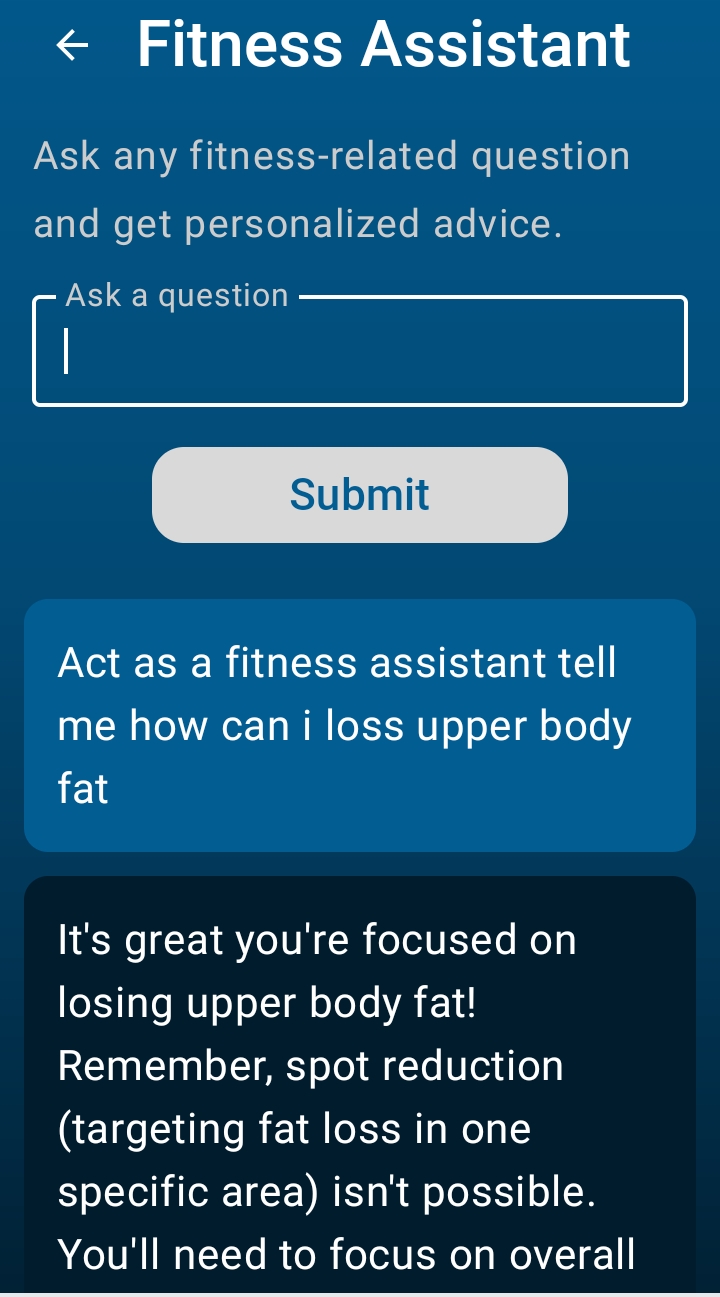 Fitness Assistant
Ask any fitness-related question
and get personalized advice.
Ask a question
Submit
Act as a fitness assistant tell
me how can i loss upper body
fat
It's great you're focused on
losing upper body fat!
Remember, spot reduction
(targeting fat loss in one
specific area) isn't possible.
You'll need to focus on overall